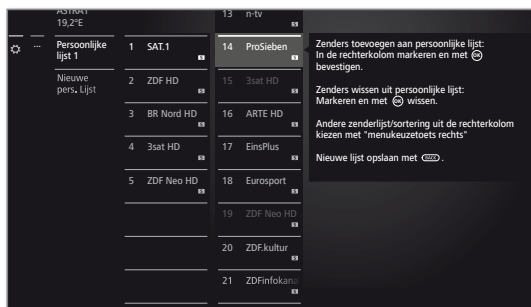 ASTRA1
19,2°E
...
Persoonlijke
lijst 1
Nieuwe
pers. Lijst
1 SAT.1
S
2 ZDF HD
S
3 BR Nord HD
S
4 3sat HD
S
5 ZDF Neo HD
S
13 n-tv
S
14 ProSieben
S
15 3sat HD
S
16 ARTE HD
S
17 EinsPlus
S
18 Eurosport
S
19 ZDF Neo HD
S
20 ZDF.kultur
S
21 ZDFinfokana
S
Zenders toevoegen aan persoonlijke lijst:
In de rechterkolom markeren en met OK
bevestigen.
Zenders wissen uit persoonlijke lijst:
Markeren en met OK wissen.
Andere zenderlijst/sortering uit de rechterkolom
kiezen met "menukeuzetoets rechts"
Nieuwe lijst opslaan met BACK.